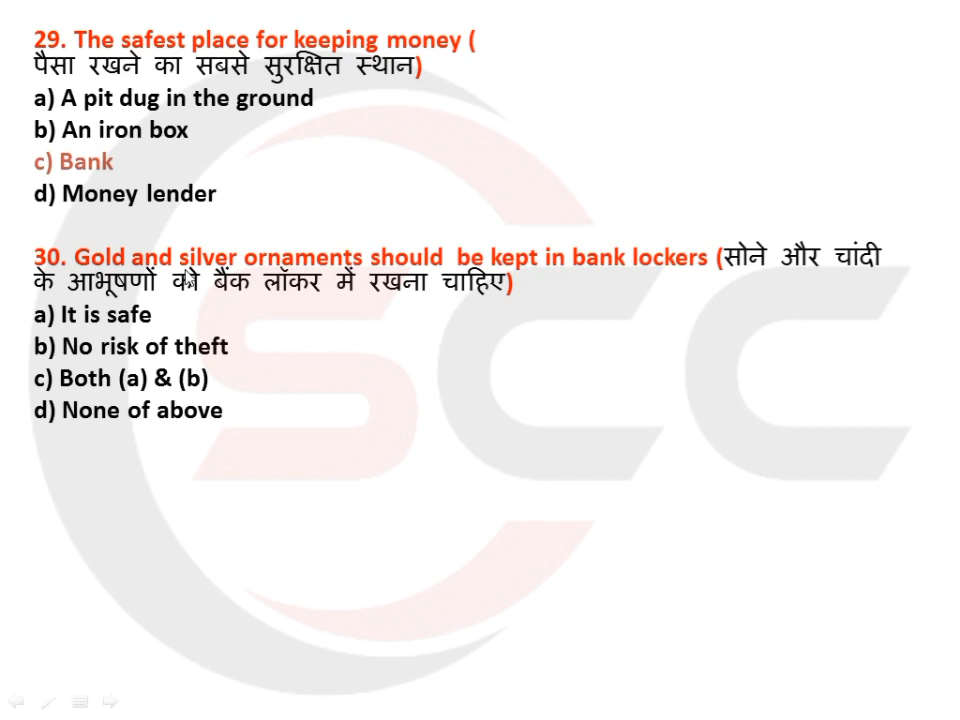 29. The safest place for keeping money (
पैसा रखने का सबसे सुरक्षित स्थान)
a) A pit dug in the ground
b) An iron box
c) Bank
d) Money lender
30. Gold and silver ornaments should be kept in bank lockers (सोने और चांदी
के आभूषणों को बैंक लॉकर में रखना चाहिए)
a) It is safe
b) No risk of theft
c) Both (a) & (b)
d) None of above
SCC